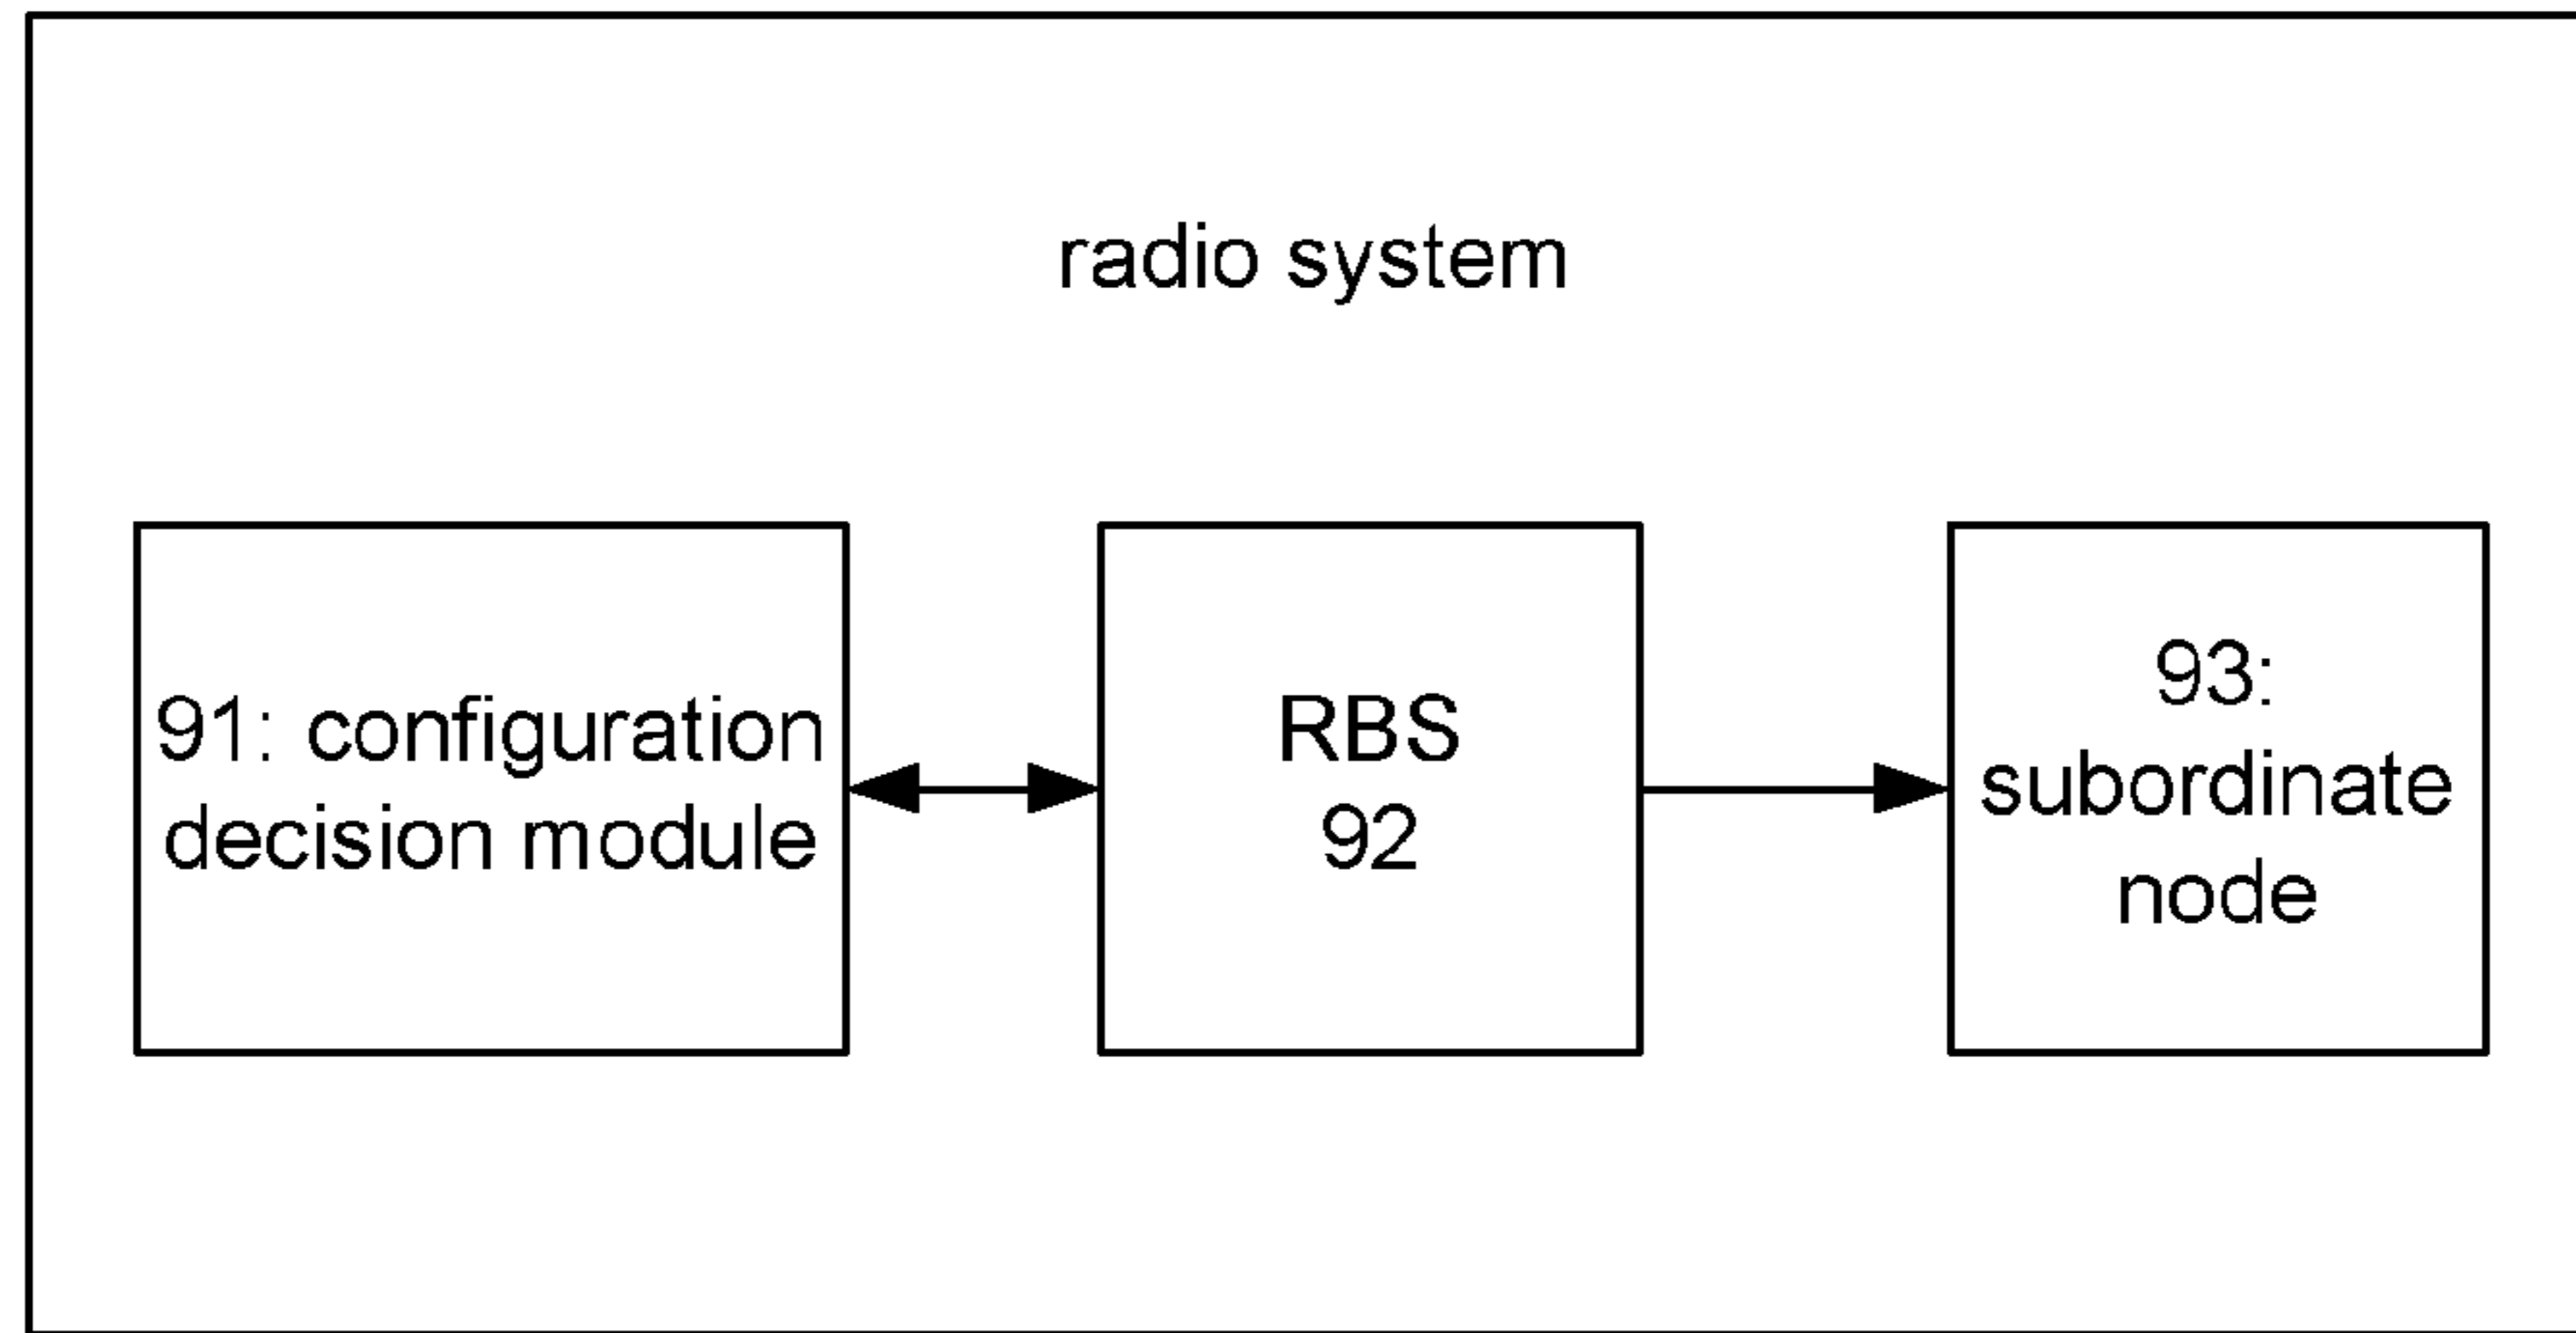 radio system
91: configuration
decision module
RBS
92
93:
subordinate
node